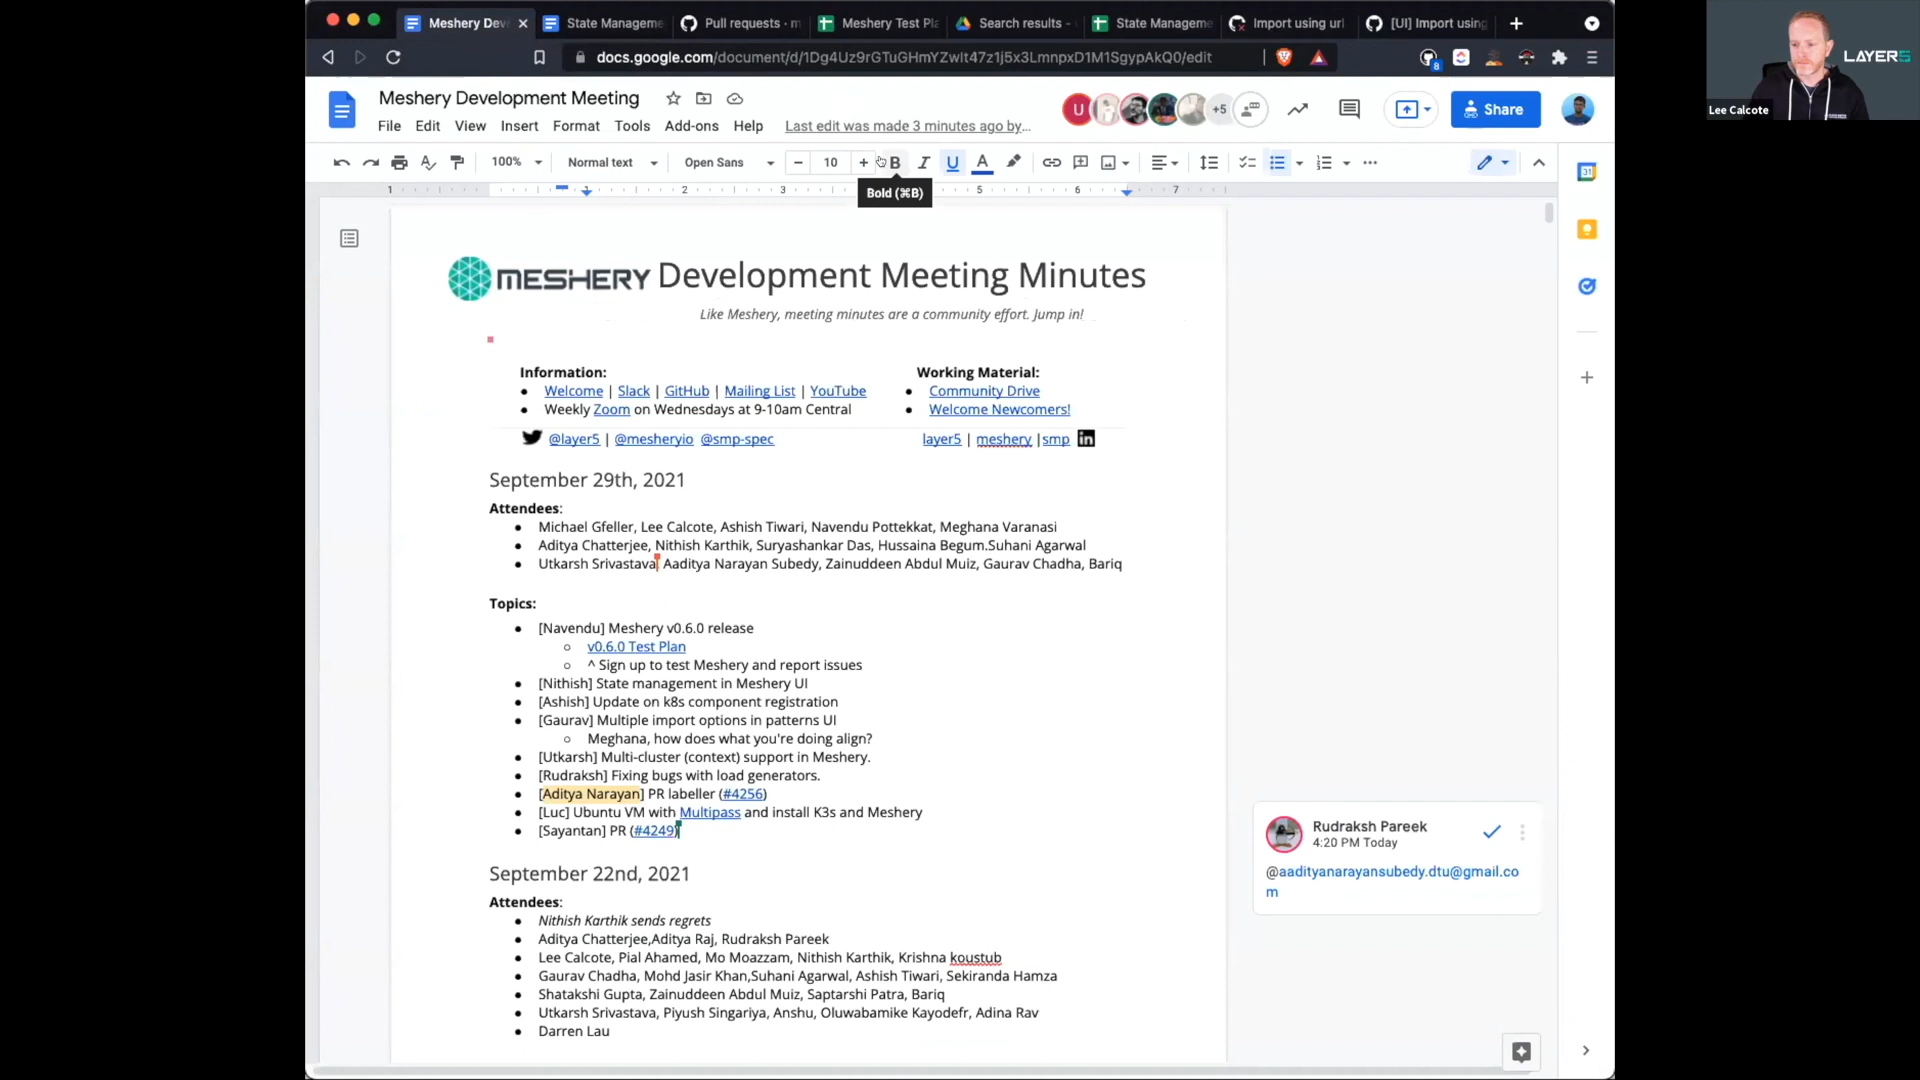 Meshery Dev
State Manageme
Pull requests · m
Meshery Test Pla
Search results -
State Manageme
Import using url
[UI] Import using
docs.google.com/document/d/1Dg4Uz9rGTuGHmYZwIt47z1j5x3LmnpxD1M1SgypAkQ0/edit
8
LAYER5
Lee Calcote
Meshery Development Meeting
U
+5
Share
File Edit View Insert Format Tools Add-ons Help
Last edit was made 3 minutes ago by...
100% Normal text Open Sans 10 B I U A
31
1 1 2 3 5 6 7
Bold (⌘B)
MESHERY Development Meeting Minutes
Like Meshery, meeting minutes are a community effort. Jump in!
Information:
Working Material:
Welcome | Slack | GitHub | Mailing List | YouTube
Community Drive
Weekly Zoom on Wednesdays at 9-10am Central
Welcome Newcomers!
@layer5 | @mesheryio @smp-spec
layer5 | meshery |smp in
September 29th, 2021
Attendees:
Michael Gfeller, Lee Calcote, Ashish Tiwari, Navendu Pottekkat, Meghana Varanasi
Aditya Chatterjee, Nithish Karthik, Suryashankar Das, Hussaina Begum.Suhani Agarwal
Utkarsh Srivastava, Aaditya Narayan Subedy, Zainuddeen Abdul Muiz, Gaurav Chadha, Bariq
Topics:
[Navendu] Meshery v0.6.0 release
v0.6.0 Test Plan
^ Sign up to test Meshery and report issues
[Nithish] State management in Meshery UI
[Ashish] Update on k8s component registration
[Gaurav] Multiple import options in patterns UI
Meghana, how does what you're doing align?
[Utkarsh] Multi-cluster (context) support in Meshery.
[Rudraksh] Fixing bugs with load generators.
[Aditya Narayan] PR labeller (#4256)
[Luc] Ubuntu VM with Multipass and install K3s and Meshery
[Sayantan] PR (#4249)
Rudraksh Pareek
4:20 PM Today
@aadityanarayansubedy.dtu@gmail.co
m
September 22nd, 2021
Attendees:
Nithish Karthik sends regrets
Aditya Chatterjee,Aditya Raj, Rudraksh Pareek
Lee Calcote, Pial Ahamed, Mo Moazzam, Nithish Karthik, Krishna koustub
Gaurav Chadha, Mohd Jasir Khan,Suhani Agarwal, Ashish Tiwari, Sekiranda Hamza
Shatakshi Gupta, Zainuddeen Abdul Muiz, Saptarshi Patra, Bariq
Utkarsh Srivastava, Piyush Singariya, Anshu, Oluwabamike Kayodefr, Adina Rav
Darren Lau